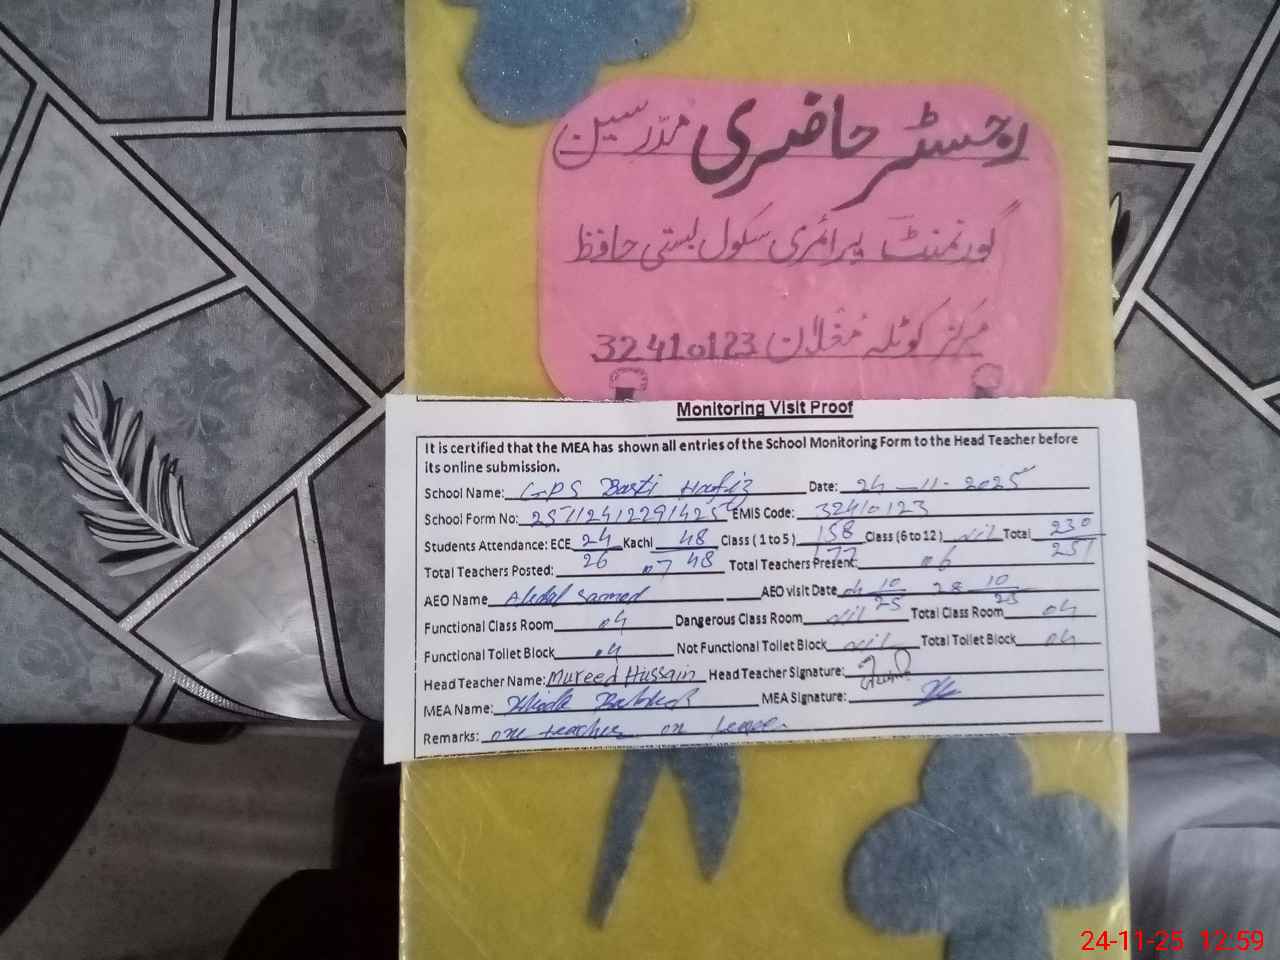 رجسٹر حاضری مدرسین
گورنمنٹ پرائمری سکول بستی حافظ
مرکز کوٹلہ مغلان 32410123
Monitoring Visit Proof
It is certified that the MEA has shown all entries of the School Monitoring Form to the Head Teacher before
its online submission.
School Name: GPS Basti Hafiz Date: 24-11-2025
School Form No: EMIS Code: 32410123
Students Attendance: ECE 24 Kachi 48 Class ( 1 to 5 ) 158 Class (6 to 12 ) Nil Total 230
26 48 177 251
Total Teachers Posted: 07 Total Teachers Present: 06
AEO Name Abdul Samad AEO visit Date 10/25 28 10/25
Functional Class Room 04 Dangerous Class Room Nil Total Class Room 04
Functional Toilet Block 04 Not Functional Toilet Block Nil Total Toilet Block 04
Head Teacher Name: Mureed Hussain Head Teacher Signature:
MEA Name: MEA Signature:
Remarks: one teacher on leave.
24-11-25 12:59